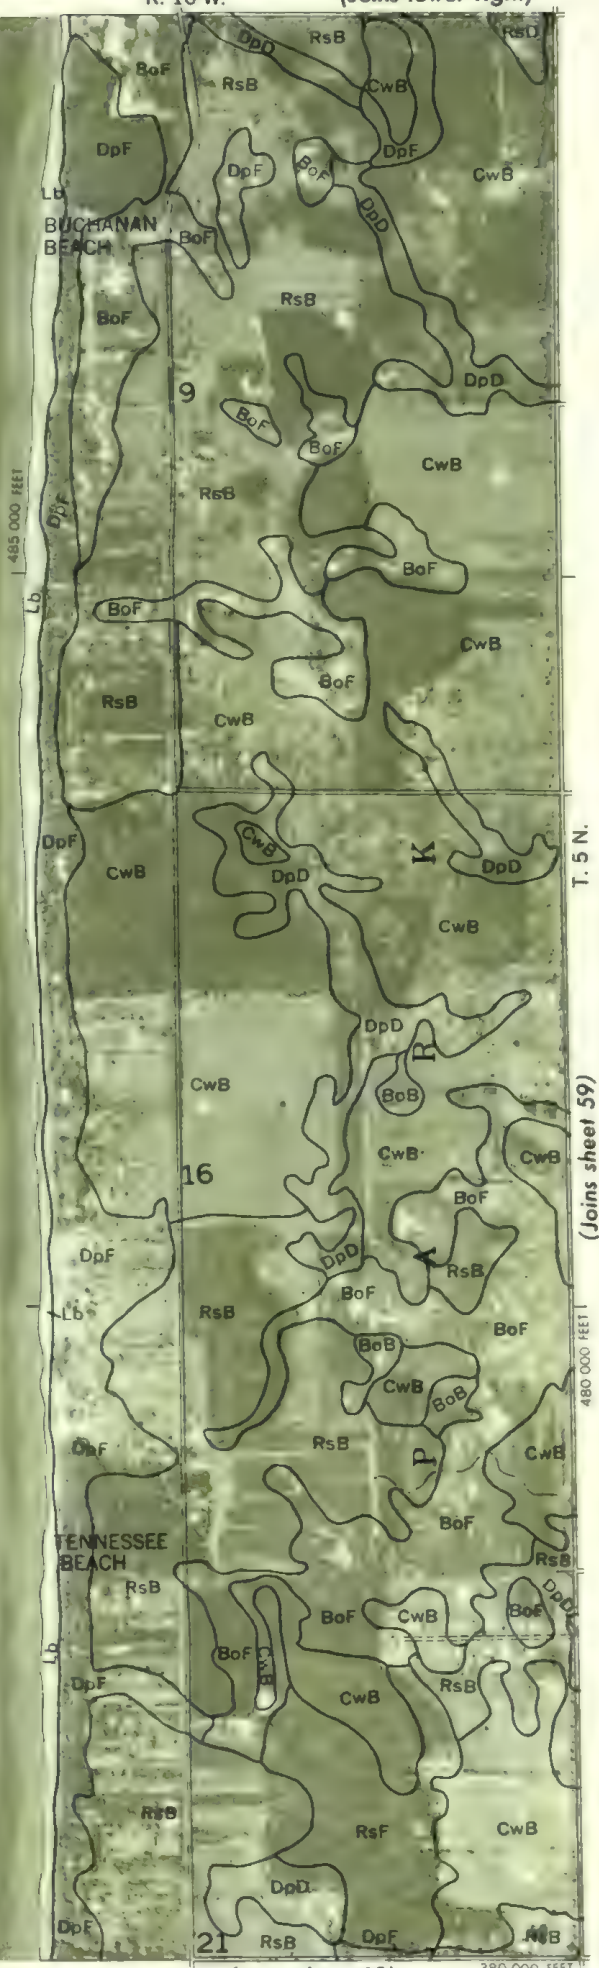 R. 16 W.
(Joins lower right)
DpD
RsB
RsD
BoF
RsB
CwB
DpF
DpF
BoF
DpF
CwB
Lb
BUCHANAN
BEACH
BoF
DpD
BoF
RsB
9
DpD
BoF
BoF
CwB
485 000 FEET
DpF
RsB
BoF
Lb
BoF
CwB
RsB
BoF
CwB
DpF
CwB
CwB
DpD
K
DpD
T. 5 N.
CwB
DpD
R
CwB
BoB
(Joins sheet 59)
CwB
CwB
16
BoF
DpF
DpD
A
RsB
BoF
Lb
RsB
BoF
480 000 FEET
BoB
CwB
BoB
DpF
RsB
P
CwB
BoF
TENNESSEE
BEACH
RsB
RsB
DpD
BoF
CwB
BoF
Lb
BoF
CwB
DpF
CwB
RsB
RsB
RsF
CwB
DpD
DpF
21
RsB
DpF
RsB